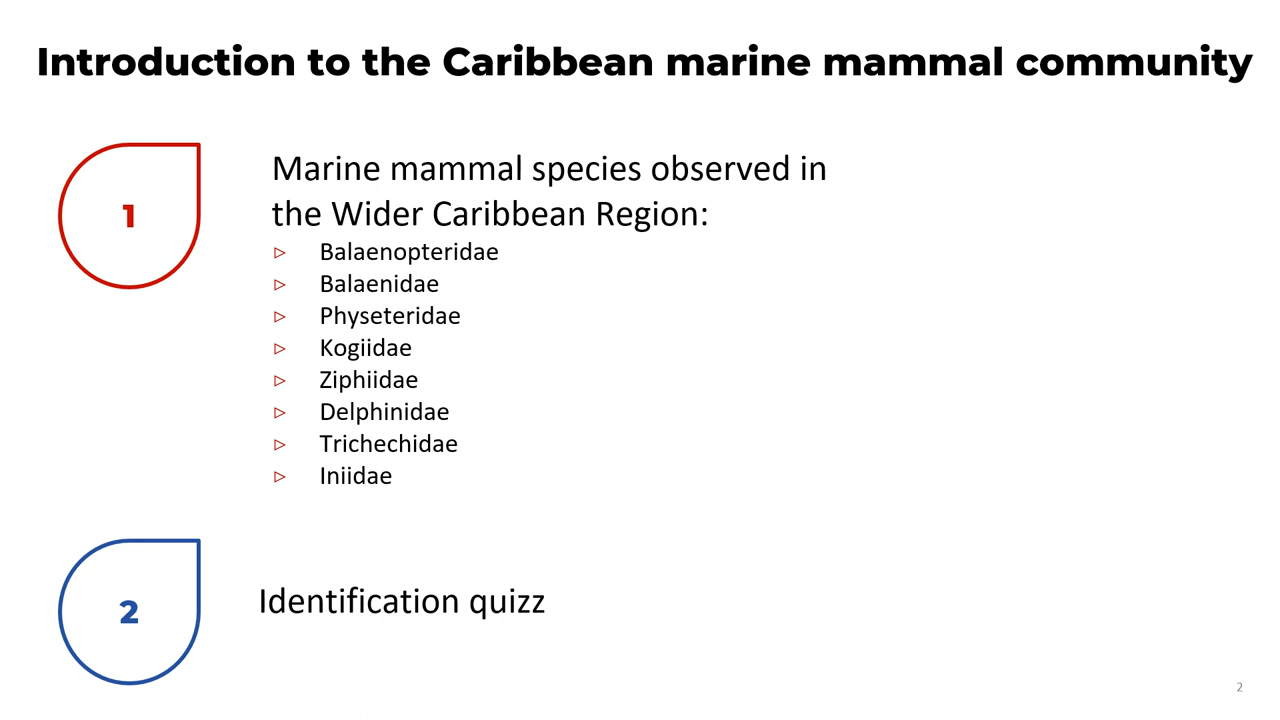 Introduction to the Caribbean marine mammal community
1
Marine mammal species observed in
the Wider Caribbean Region:
▷ Balaenopteridae
▷ Balaenidae
▷ Physeteridae
▷ Kogiidae
▷ Ziphiidae
▷ Delphinidae
▷ Trichechidae
▷ Iniidae
2
Identification quizz
2